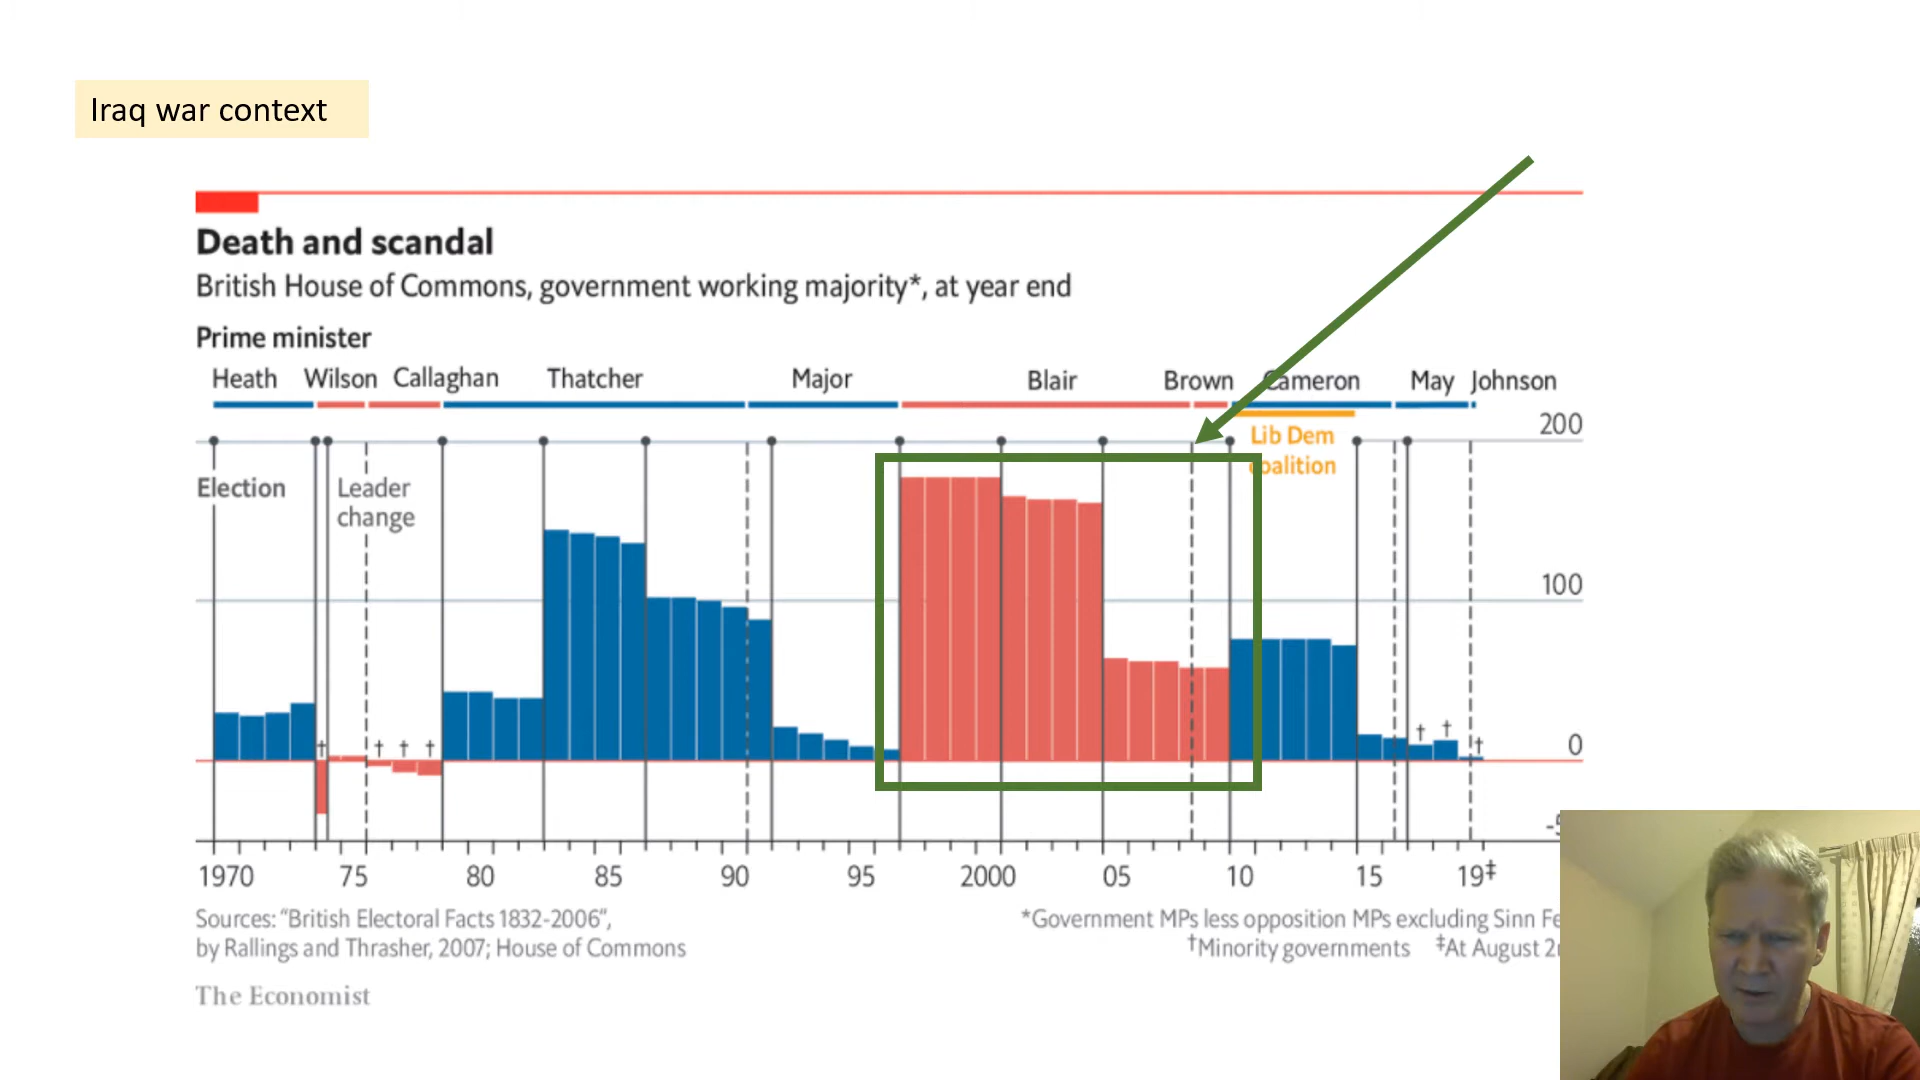 Iraq war context
Death and scandal
British House of Commons, government working majority*, at year end
Prime minister
Heath Wilson Callaghan Thatcher Major Blair Brown Cameron May Johnson
200
Lib Dem
coalition
Election
Leader
change
100
† † † † † † †
0
1970 75 80 85 90 95 2000 05 10 15 19‡
Sources: “British Electoral Facts 1832-2006”,
by Rallings and Thrasher, 2007; House of Commons
*Government MPs less opposition MPs excluding Sinn
†Minority governments ‡At August
The Economist